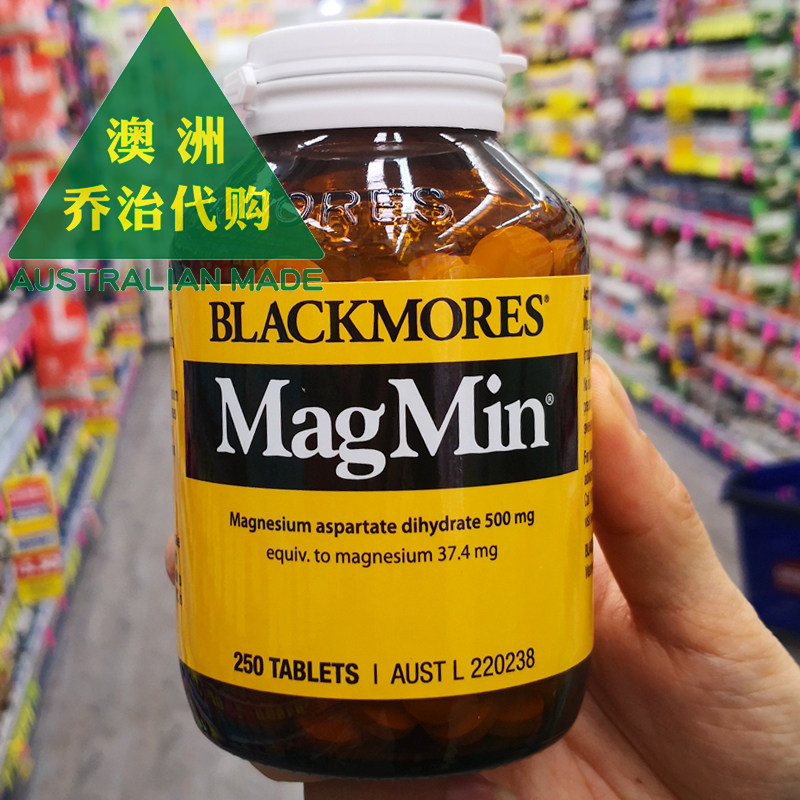 澳洲
乔治代购
AUSTRALIAN MADE
ORES
BLACKMORES®
MagMin®
Magnesium aspartate dihydrate 500 mg
equiv. to magnesium 37.4 mg
250 TABLETS | AUST L 220238